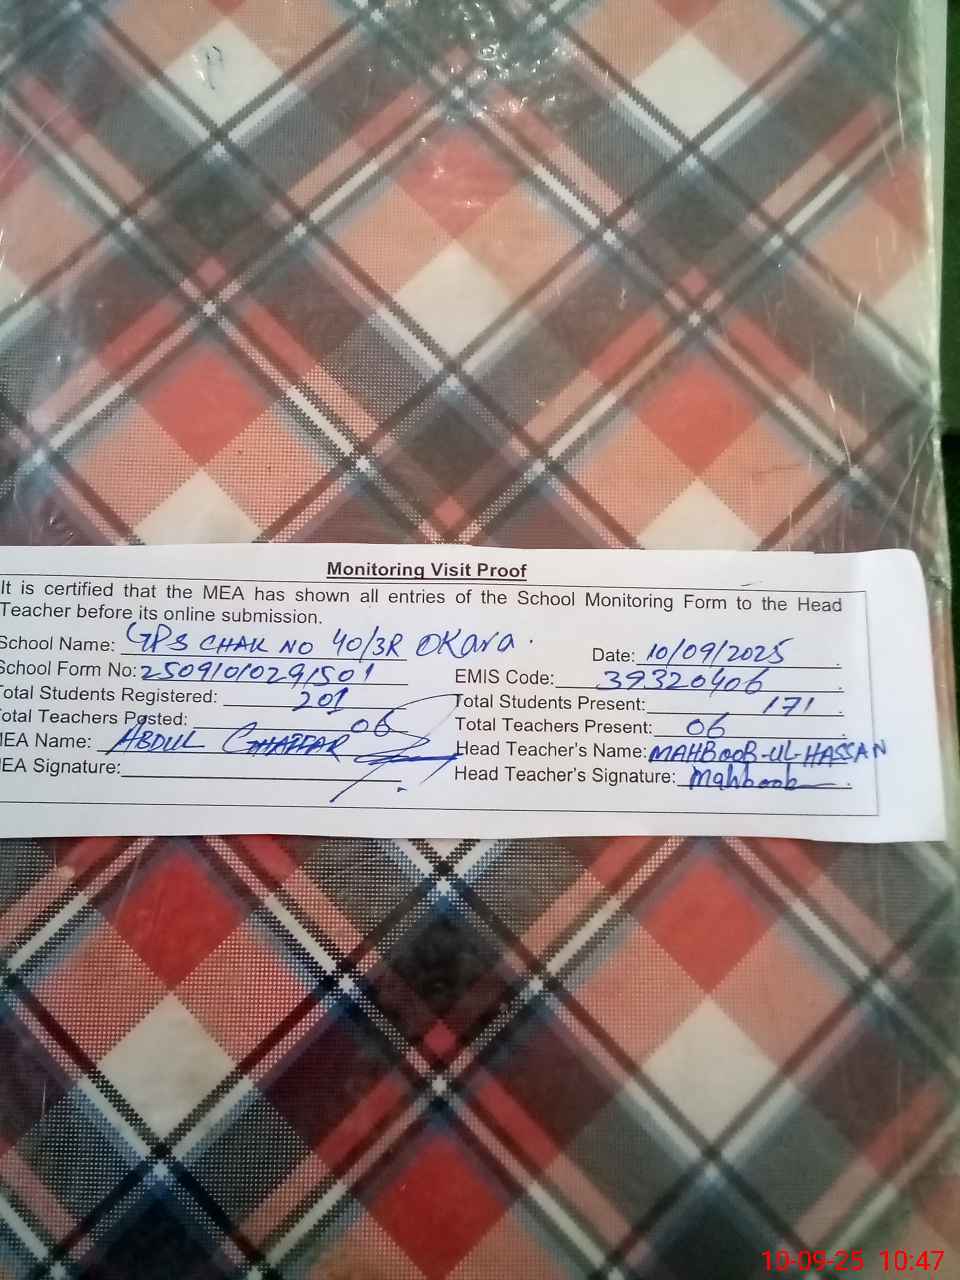 Monitoring Visit Proof
It is certified that the MEA has shown all entries of the School Monitoring Form to the Head
Teacher before its online submission.
School Name: GPS CHAK NO 40/3R OKara.
Date: 10/09/2025
School Form No: 25091010291501
EMIS Code: 39320406
Total Students Registered: 201
Total Students Present: 171
Total Teachers Posted: 06
Total Teachers Present: 06
MEA Name: ABDUL GHAFFAR
Head Teacher's Name: MAHBOOB-UL-HASSAN
MEA Signature:
Head Teacher's Signature: Mahboob
10-09-25 10:47